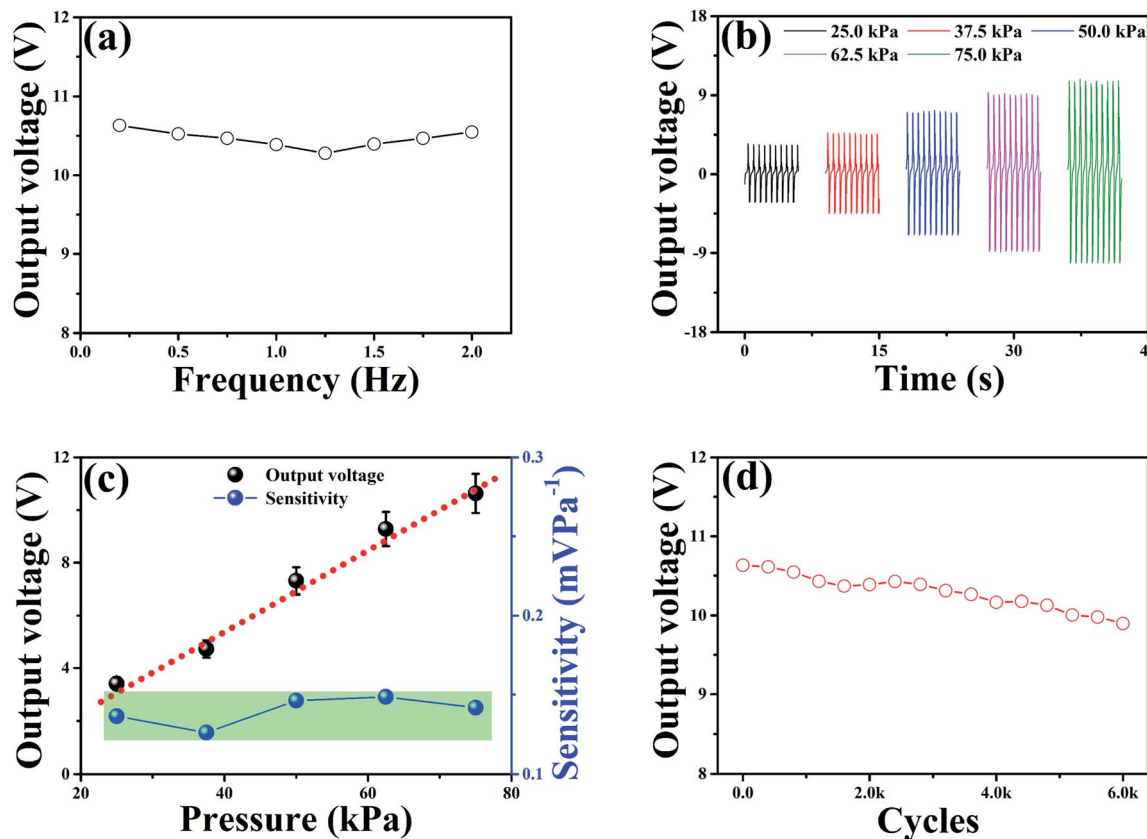 (a)
Output voltage (V)
12
11
10
9
8
0.0 0.5 1.0 1.5 2.0
Frequency (Hz)
(b)
25.0 kPa 37.5 kPa 50.0 kPa
62.5 kPa 75.0 kPa
Output voltage (V)
18
9
0
-9
-18
0 15 30 4
Time (s)
(c)
Output voltage
Sensitivity
Output voltage (V)
12
8
4
0
20 40 60 80
Pressure (kPa)
0.3
0.2
0.1
Sensitivity (mVPa⁻¹)
(d)
Output voltage (V)
12
11
10
9
8
0.0 2.0k 4.0k 6.0k
Cycles